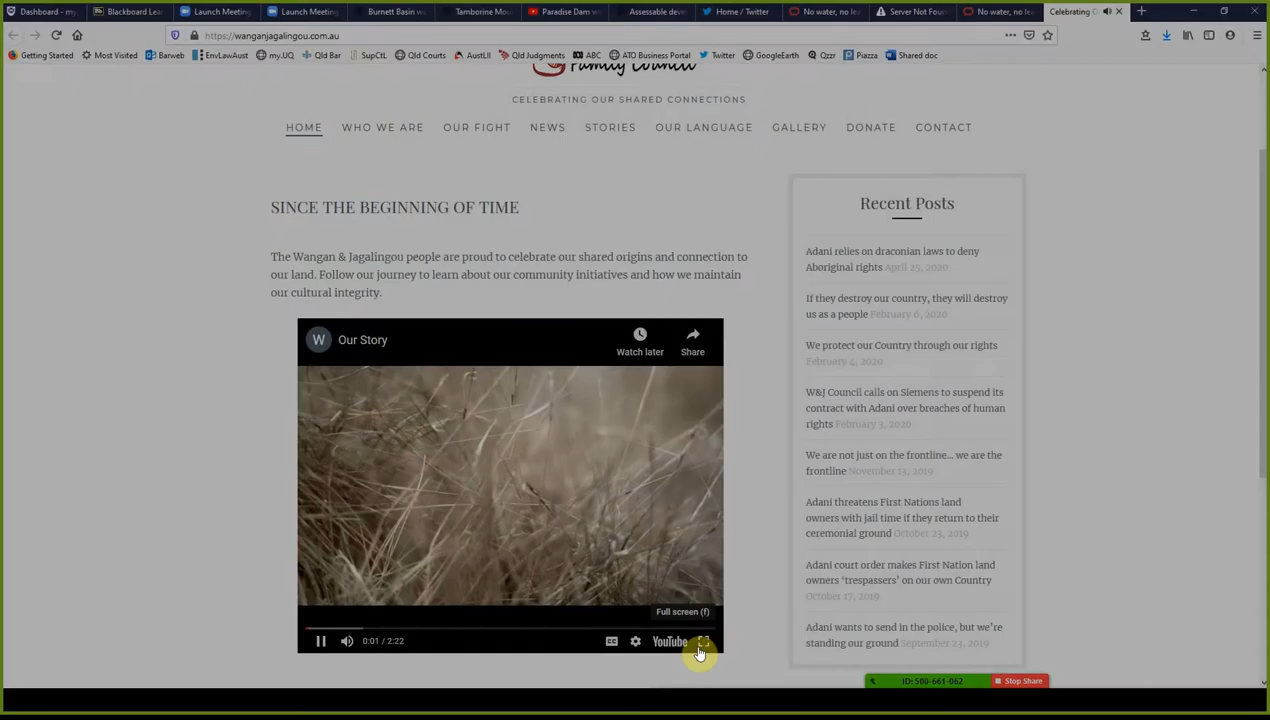 Dashboard - my
Blackboard Lea
Launch Meeting
Launch Meeting
Burnett Basin w
Tamborine Mou
Paradise Dam w
Assessable deve
Home / Twitter
No water, no lea
Server Not Foun
No water, no lea
Celebrating O
https://wanganjagalingou.com.au
Getting Started
Most Visited
Barweb
EnvLawAust
my.UQ
Qld Bar
SupCtL
Qld Courts
AustLII
Qld Judgments
ABC
ATO Business Portal
Twitter
GoogleEarth
Qzzr
Piazza
Shared doc
Family Council
CELEBRATING OUR SHARED CONNECTIONS
HOME
WHO WE ARE
OUR FIGHT
NEWS
STORIES
OUR LANGUAGE
GALLERY
DONATE
CONTACT
SINCE THE BEGINNING OF TIME
The Wangan & Jagalingou people are proud to celebrate our shared origins and connection to
our land. Follow our journey to learn about our community initiatives and how we maintain
our cultural integrity.
W
Our Story
Watch later
Share
Full screen (f)
0:01 / 2:22
CC
YouTube
Recent Posts
Adani relies on draconian laws to deny
Aboriginal rights April 25, 2020
If they destroy our country, they will destroy
us as a people February 6, 2020
We protect our Country through our rights
February 4, 2020
W&J Council calls on Siemens to suspend its
contract with Adani over breaches of human
rights February 3, 2020
We are not just on the frontline... we are the
frontline November 13, 2019
Adani threatens First Nations land
owners with jail time if they return to their
ceremonial ground October 23, 2019
Adani court order makes First Nation land
owners ‘trespassers’ on our own Country
October 17, 2019
Adani wants to send in the police, but we’re
standing our ground September 23, 2019
ID: 500-661-062
Stop Share